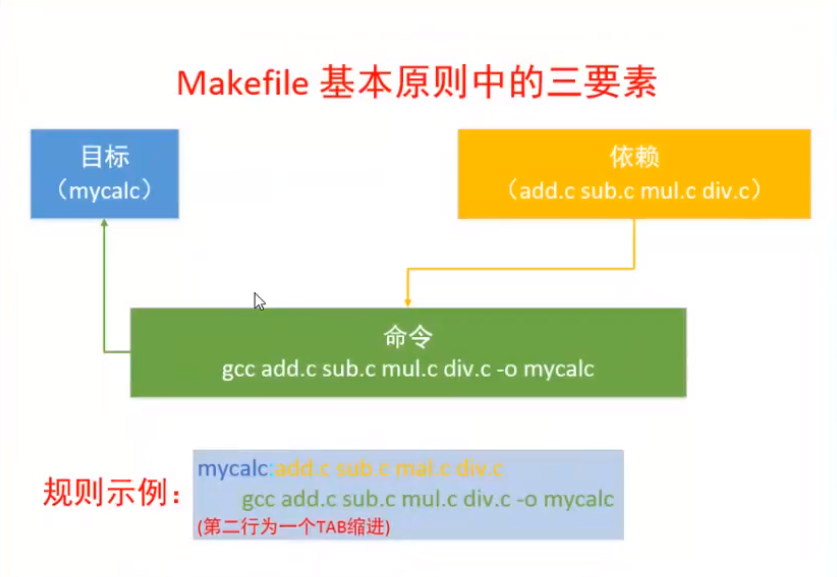 Makefile 基本原则中的三要素
目标
（mycalc）
依赖
（add.c sub.c mul.c div.c）
命令
gcc add.c sub.c mul.c div.c -o mycalc
规则示例：
mycalc:add.c sub.c mal.c div.c
gcc add.c sub.c mul.c div.c -o mycalc
(第二行为一个TAB缩进)